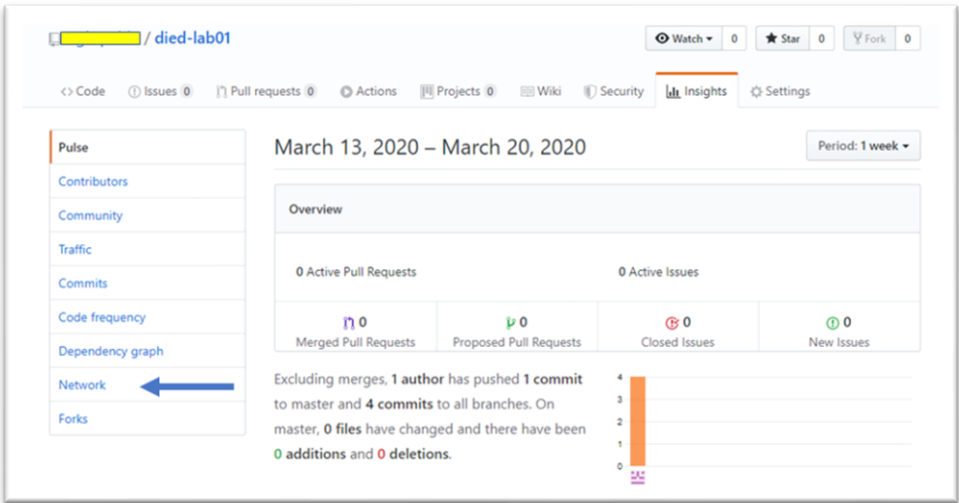 / died-lab01
Watch 0 Star 0 Fork 0
Code Issues 0 Pull requests 0 Actions Projects 0 Wiki Security Insights Settings
Pulse
Contributors
Community
Traffic
Commits
Code frequency
Dependency graph
Network
Forks
March 13, 2020 – March 20, 2020
Period: 1 week
Overview
0 Active Pull Requests
0 Active Issues
0
Merged Pull Requests
0
Proposed Pull Requests
0
Closed Issues
0
New Issues
Excluding merges, 1 author has pushed 1 commit
to master and 4 commits to all branches. On
master, 0 files have changed and there have been
0 additions and 0 deletions.
4
3
2
1
0